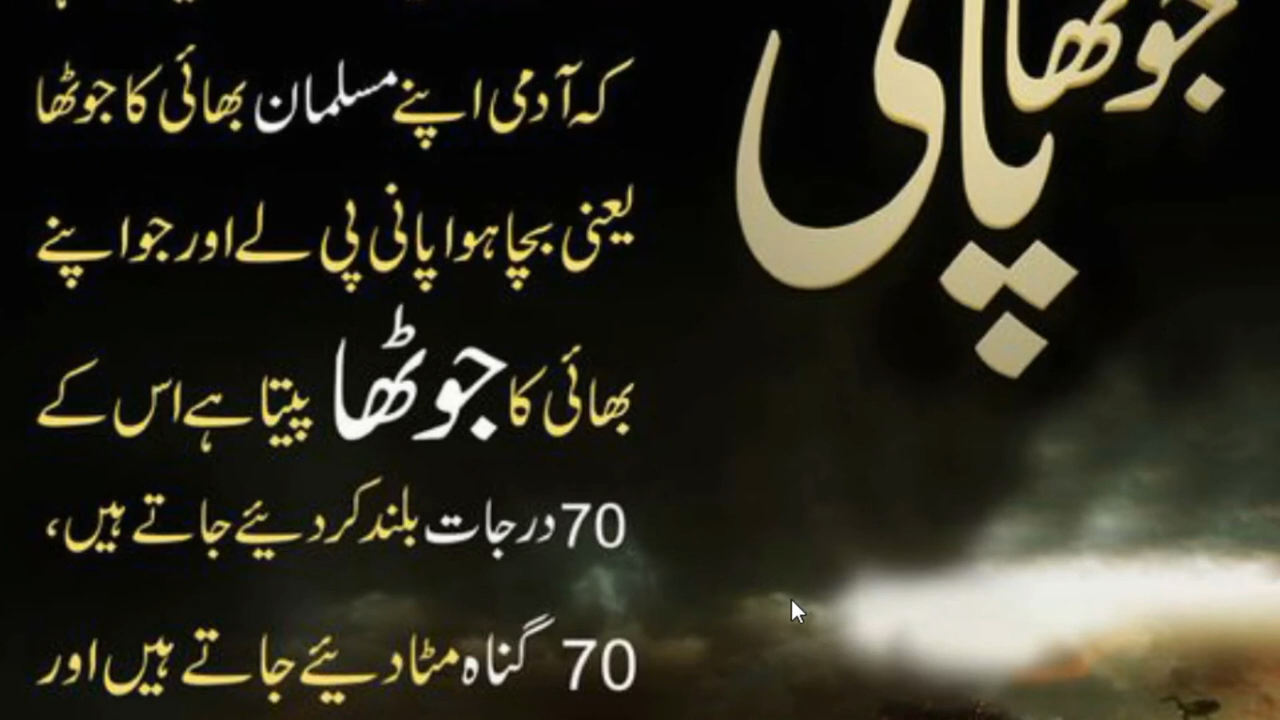 جوٹھا
پانی
کہ آدمی اپنے مسلمان بھائی کا جوٹھا
یعنی بچا ہوا پانی پی لے اور جو اپنے
بھائی کا جوٹھا پیتا ہے اس کے
70 درجات بلند کر دیئے جاتے ہیں،
70 گناہ مٹا دیئے جاتے ہیں اور